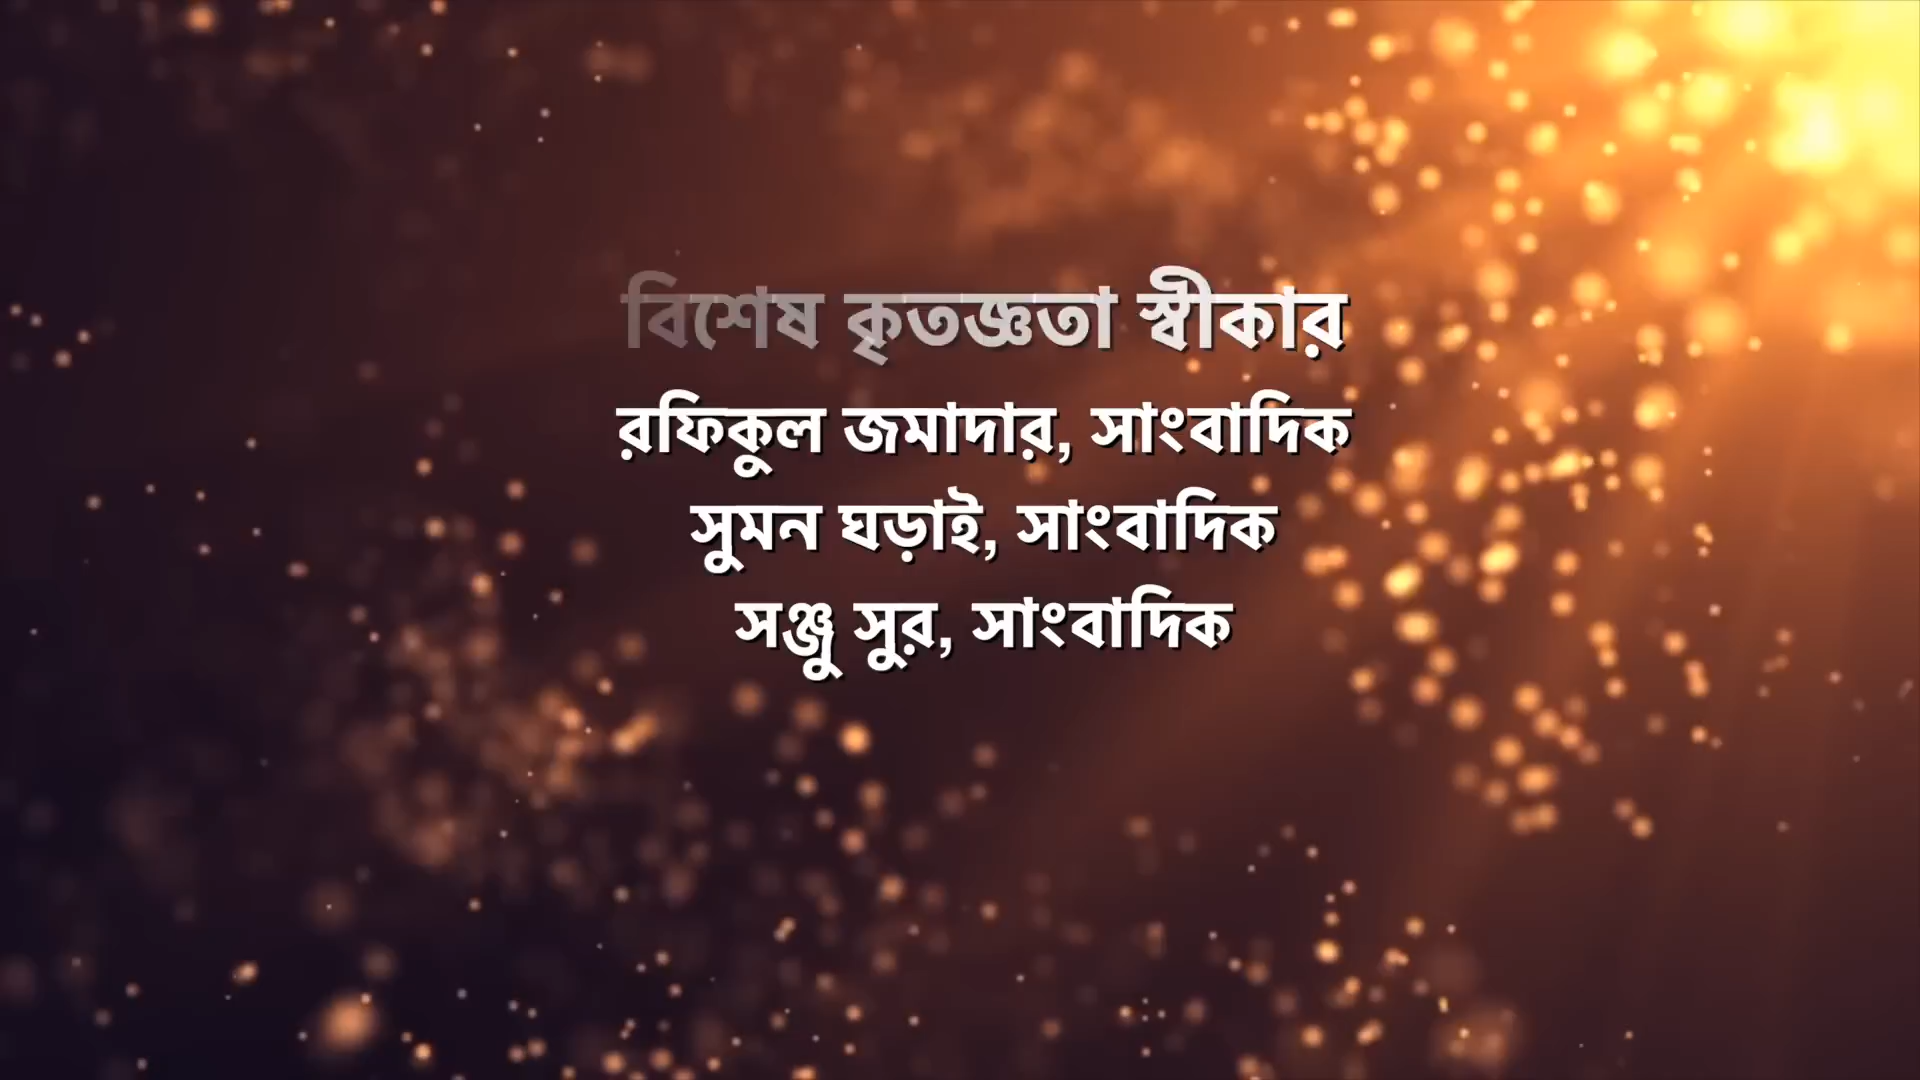 বিশেষ কৃতজ্ঞতা স্বীকার
রফিকুল জমাদার, সাংবাদিক
সুমন ঘড়াই, সাংবাদিক
সঞ্জু সুর, সাংবাদিক